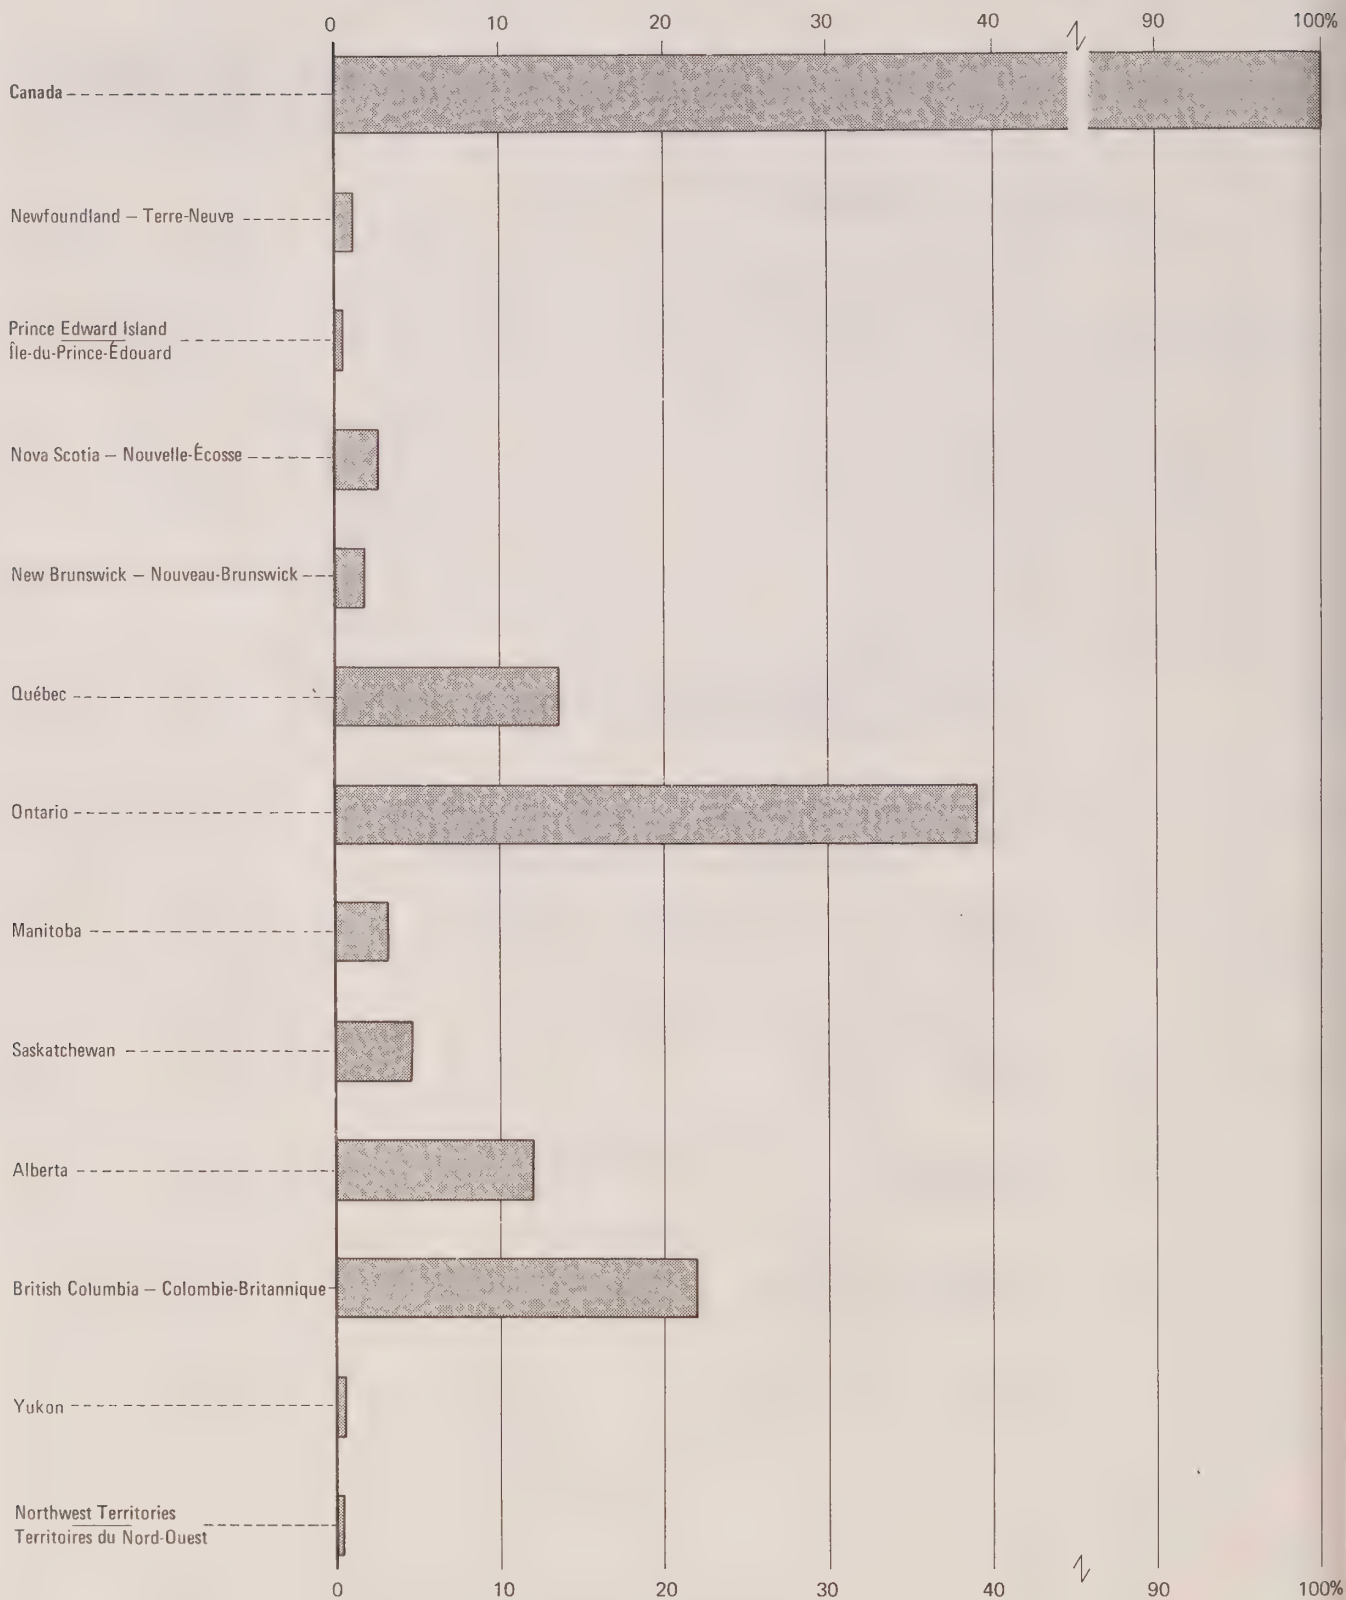 0 10 20 30 40 90 100%
Canada
Newfoundland — Terre-Neuve
Prince Edward Island
Île-du-Prince-Édouard
Nova Scotia — Nouvelle-Écosse
New Brunswick — Nouveau-Brunswick
Québec
Ontario
Manitoba
Saskatchewan
Alberta
British Columbia — Colombie-Britannique
Yukon
Northwest Territories
Territoires du Nord-Ouest
0 10 20 30 40 90 100%